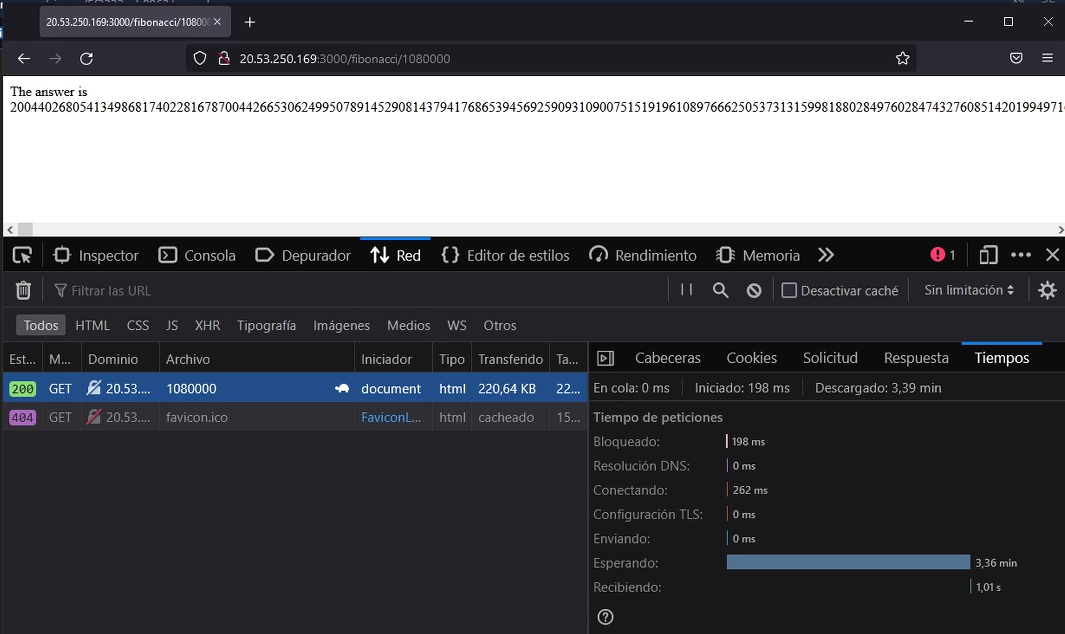 20.53.250.169:3000/fibonacci/10800
20.53.250.169:3000/fibonacci/1080000
The answer is
Inspector Consola Depurador Red Editor de estilos Rendimiento Memoria 1
Filtrar las URL Desactivar caché Sin limitación
Todos HTML CSS JS XHR Tipografía Imágenes Medios WS Otros
Est... M... Dominio Archivo Iniciador Tipo Transferido Ta...
200 GET 20.53.... 1080000 document html 220,64 KB 22...
404 GET 20.53.... favicon.ico FaviconL... html cacheado 15...
Cabeceras Cookies Solicitud Respuesta Tiempos
En cola: 0 ms Iniciado: 198 ms Descargado: 3,39 min
Tiempo de peticiones
Bloqueado: 198 ms
Resolución DNS: 0 ms
Conectando: 262 ms
Configuración TLS: 0 ms
Enviando: 0 ms
Esperando: 3,36 min
Recibiendo: 1,01 s